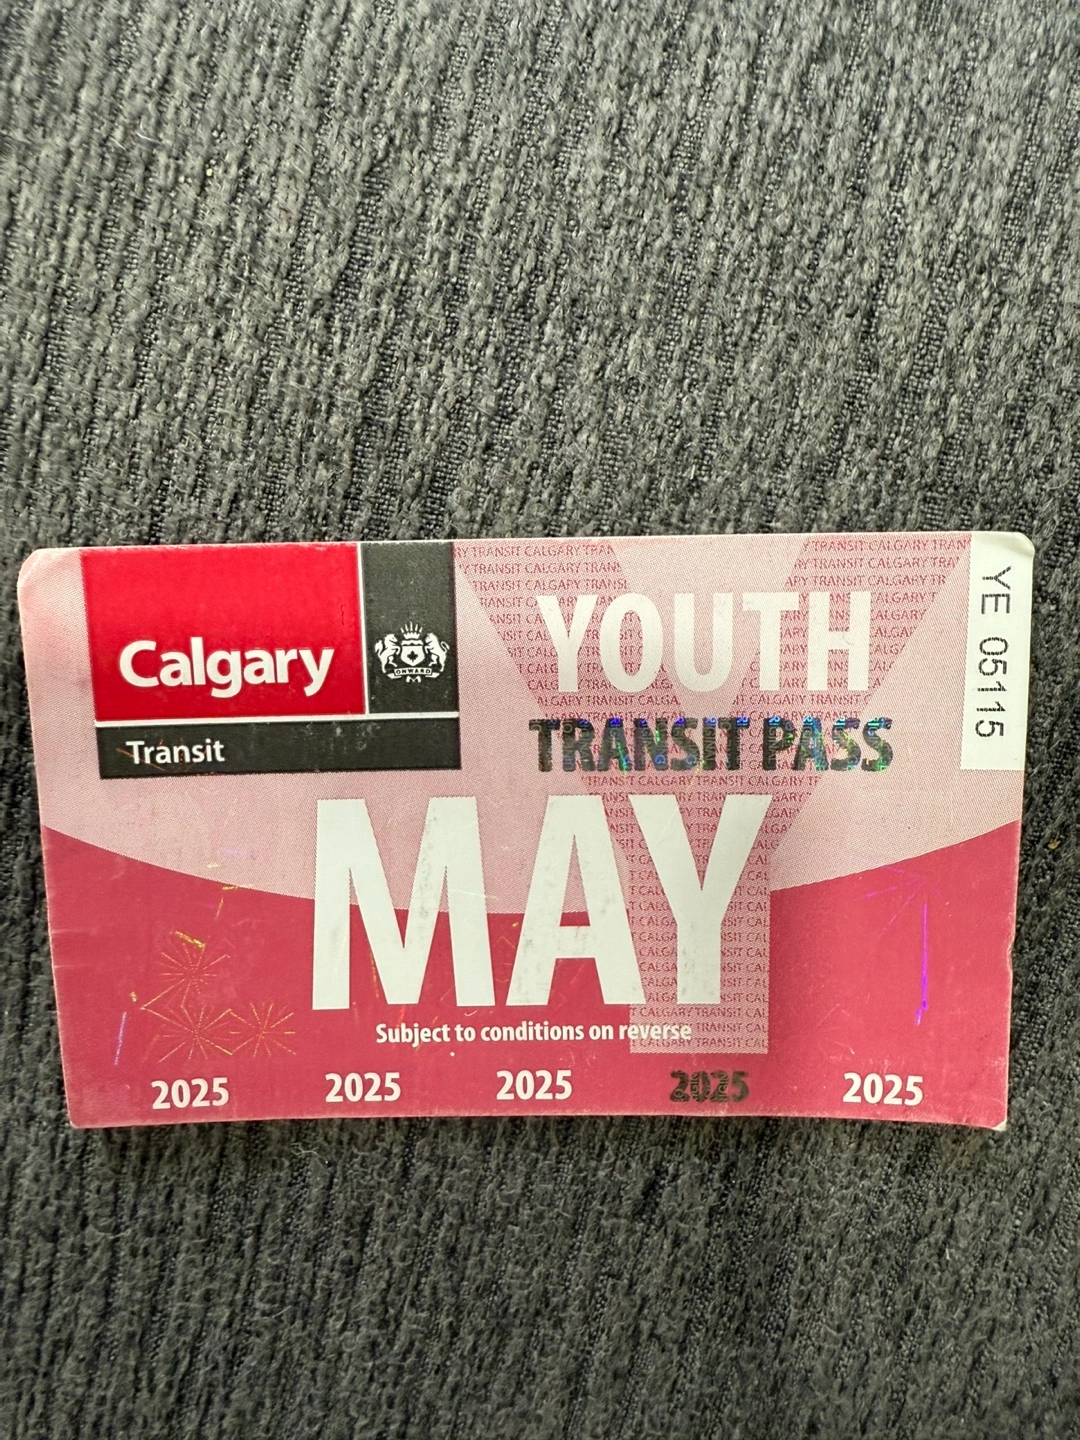 Calgary
ONWARD
Transit
YOUTH
TRANSIT PASS
YE 05115
MAY
Subject to conditions on reverse
2025 2025 2025 2025 2025